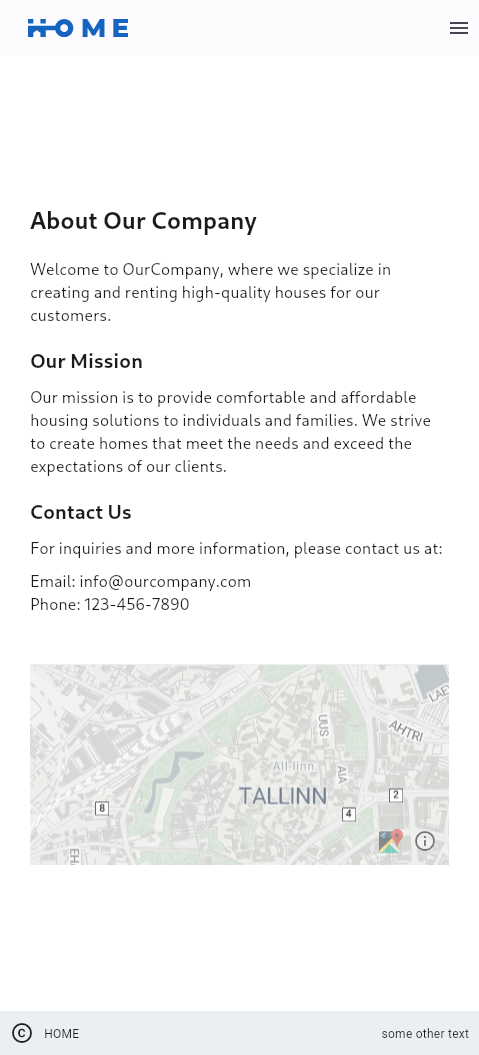 HOME
About Our Company
Welcome to OurCompany, where we specialize in
creating and renting high-quality houses for our
customers.
Our Mission
Our mission is to provide comfortable and affordable
housing solutions to individuals and families. We strive
to create homes that meet the needs and exceed the
expectations of our clients.
Contact Us
For inquiries and more information, please contact us at:
Email: info@ourcompany.com
Phone: 123-456-7890
UUS
AHTRI
All-linn
AIA
TALLINN
2
8
4
C HOME
some other text